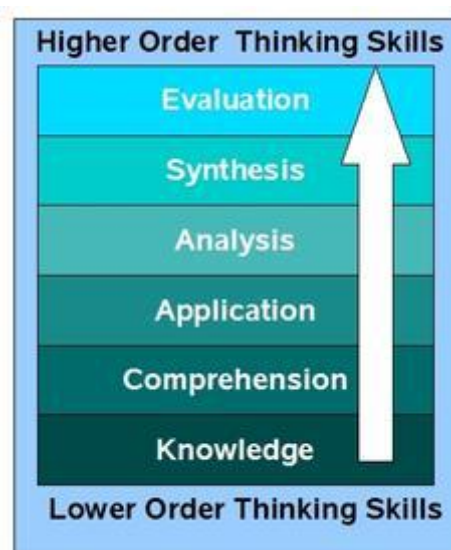 Higher Order Thinking Skills
Evaluation
Synthesis
Analysis
Application
Comprehension
Knowledge
Lower Order Thinking Skills